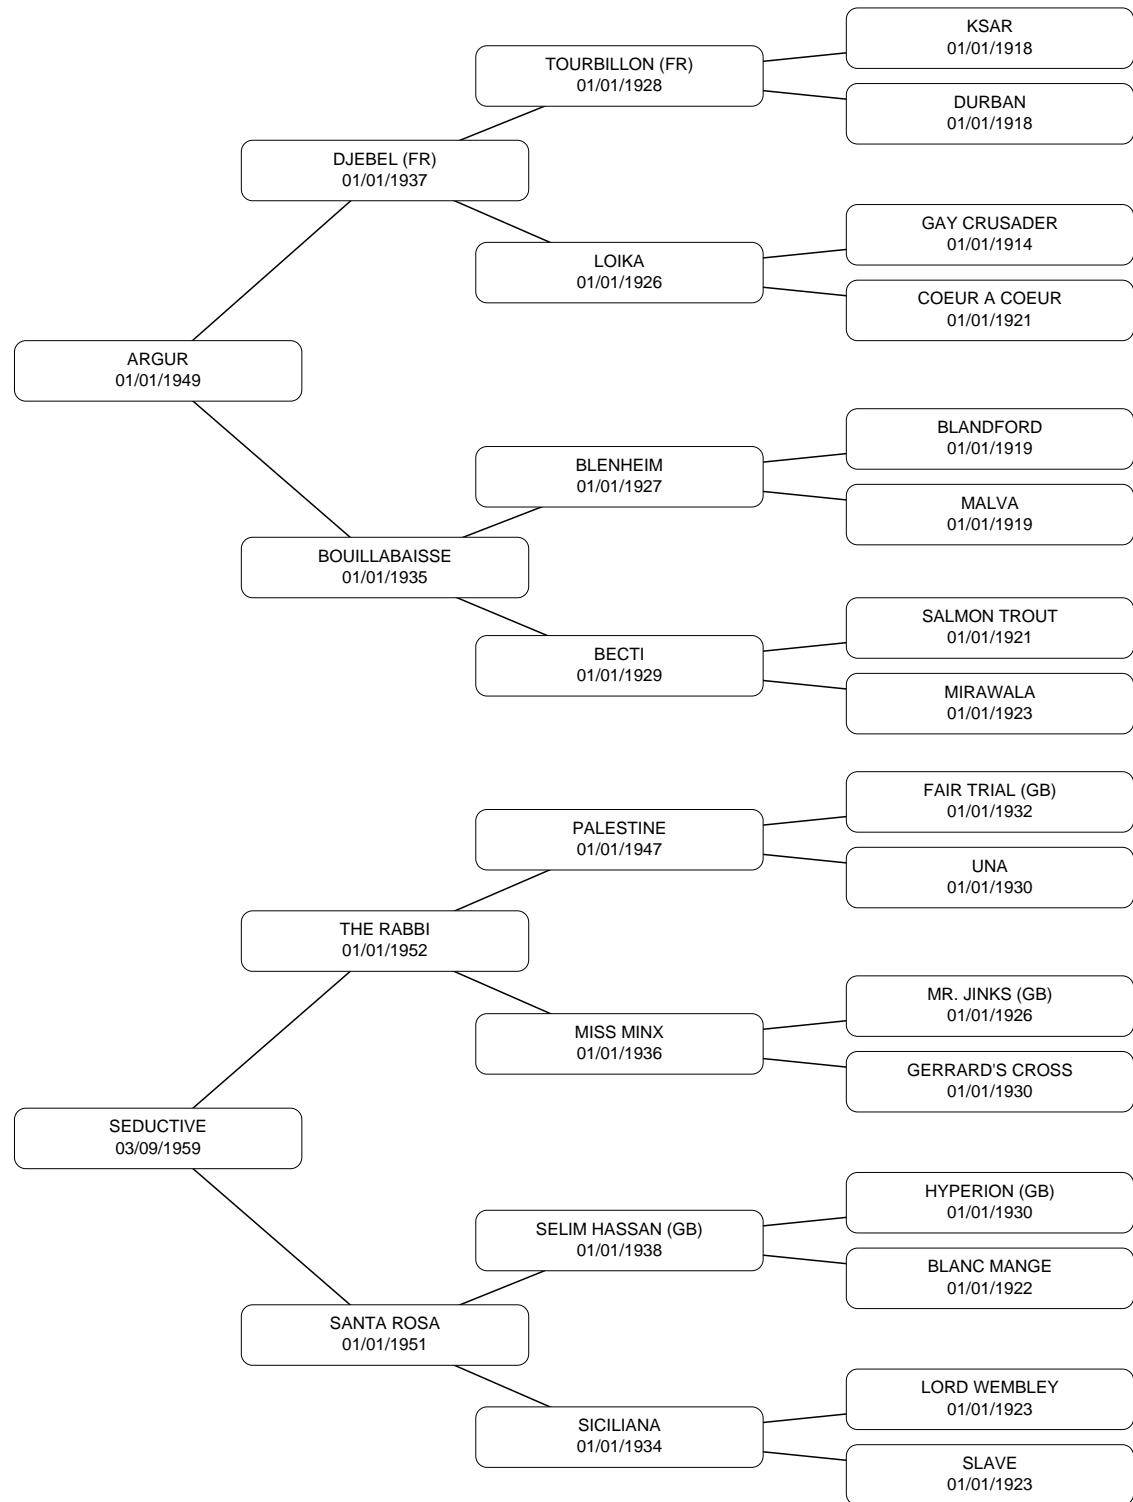 KSAR
01/01/1918
TOURBILLON (FR)
01/01/1928
DURBAN
01/01/1918
DJEBEL (FR)
01/01/1937
GAY CRUSADER
01/01/1914
LOIKA
01/01/1926
COEUR A COEUR
01/01/1921
ARGUR
01/01/1949
BLANDFORD
01/01/1919
BLENHEIM
01/01/1927
MALVA
01/01/1919
BOUILLABAISSE
01/01/1935
SALMON TROUT
01/01/1921
BECTI
01/01/1929
MIRAWALA
01/01/1923
FAIR TRIAL (GB)
01/01/1932
PALESTINE
01/01/1947
UNA
01/01/1930
THE RABBI
01/01/1952
MR. JINKS (GB)
01/01/1926
MISS MINX
01/01/1936
GERRARD'S CROSS
01/01/1930
SEDUCTIVE
03/09/1959
HYPERION (GB)
01/01/1930
SELIM HASSAN (GB)
01/01/1938
BLANC MANGE
01/01/1922
SANTA ROSA
01/01/1951
LORD WEMBLEY
01/01/1923
SICILIANA
01/01/1934
SLAVE
01/01/1923